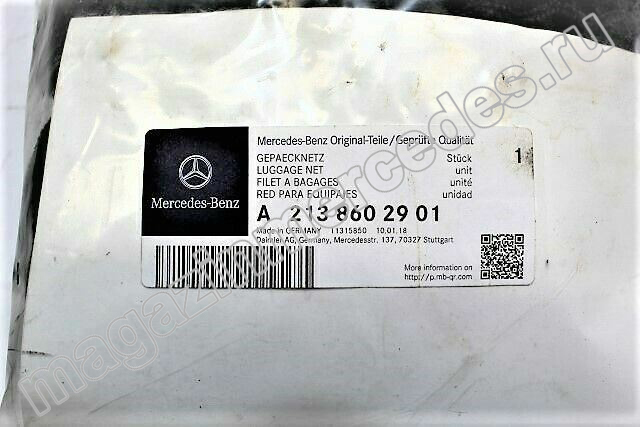 Mercedes-Benz Original-Teile/Geprüfte Qualität
GEPAECKNETZ Stück 1
LUGGAGE NET unit
FILET A BAGAGES unité
RED PARA EQUIPAJES unidad
A 213 860 29 01
Made in GERMANY 11315850 10.01.18
Daimler AG, Germany, Mercedesstr. 137, 70327 Stuttgart
Mercedes-Benz
More information on
http://p.mb-qr.com
magazinmercedes.ru